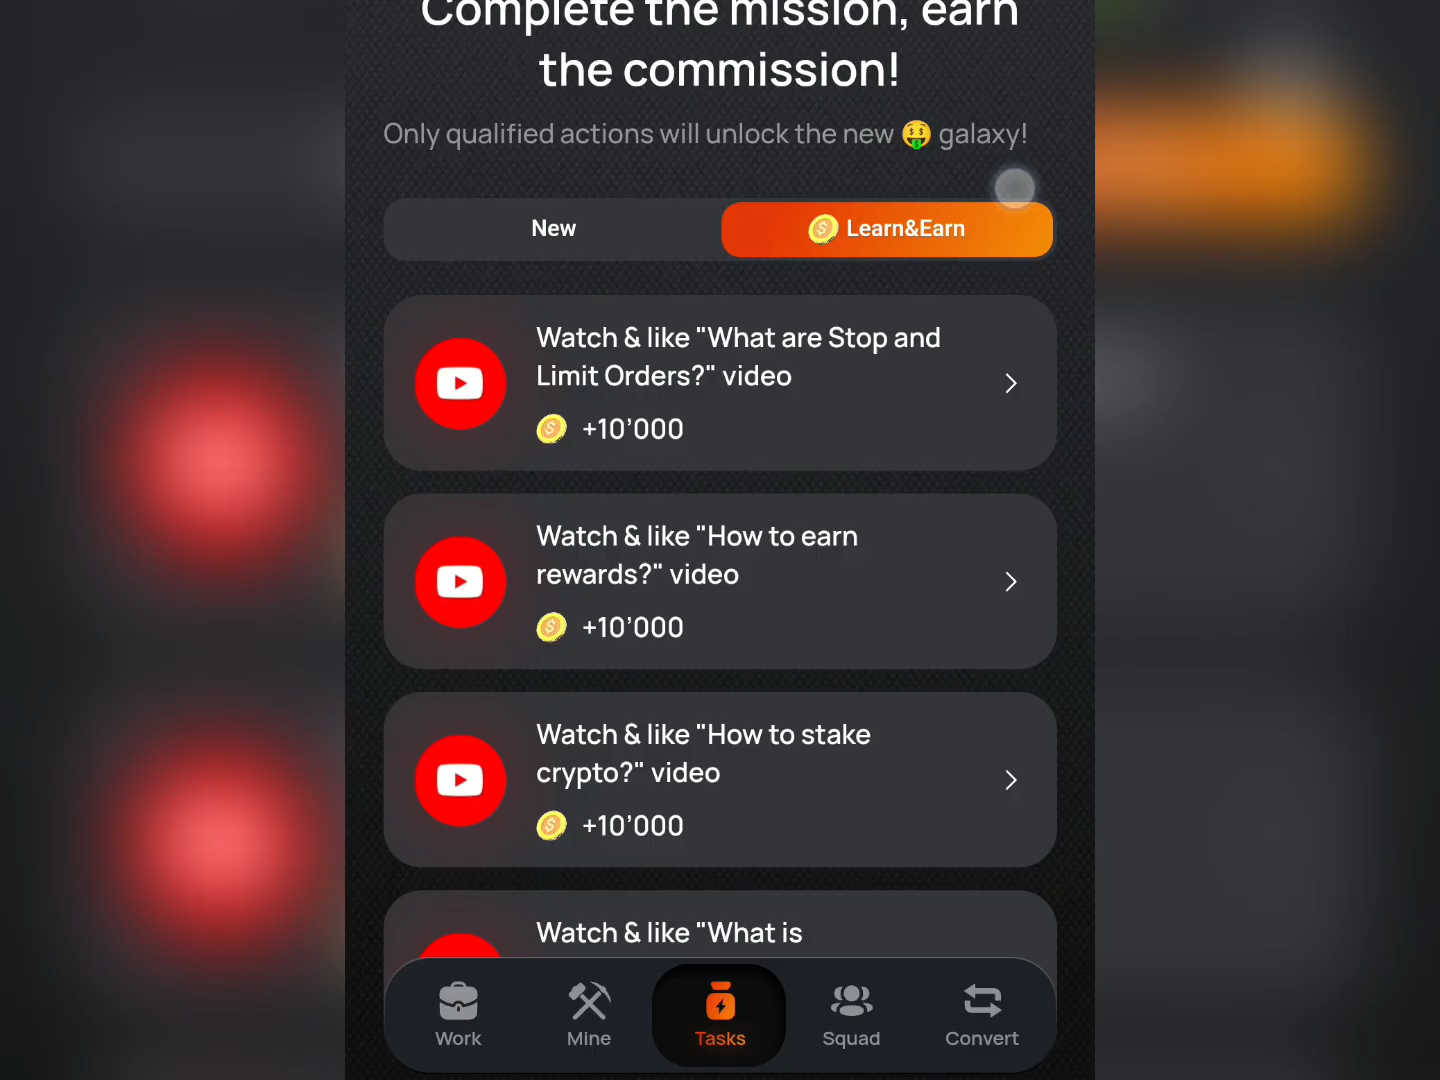 Complete the mission, earn
the commission!
Only qualified actions will unlock the new 🤑 galaxy!
New
Learn&Earn
Watch & like "What are Stop and
Limit Orders?" video
+10’000
Watch & like "How to earn
rewards?" video
+10’000
Watch & like "How to stake
crypto?" video
+10’000
Watch & like "What is
Work
Mine
Tasks
Squad
Convert